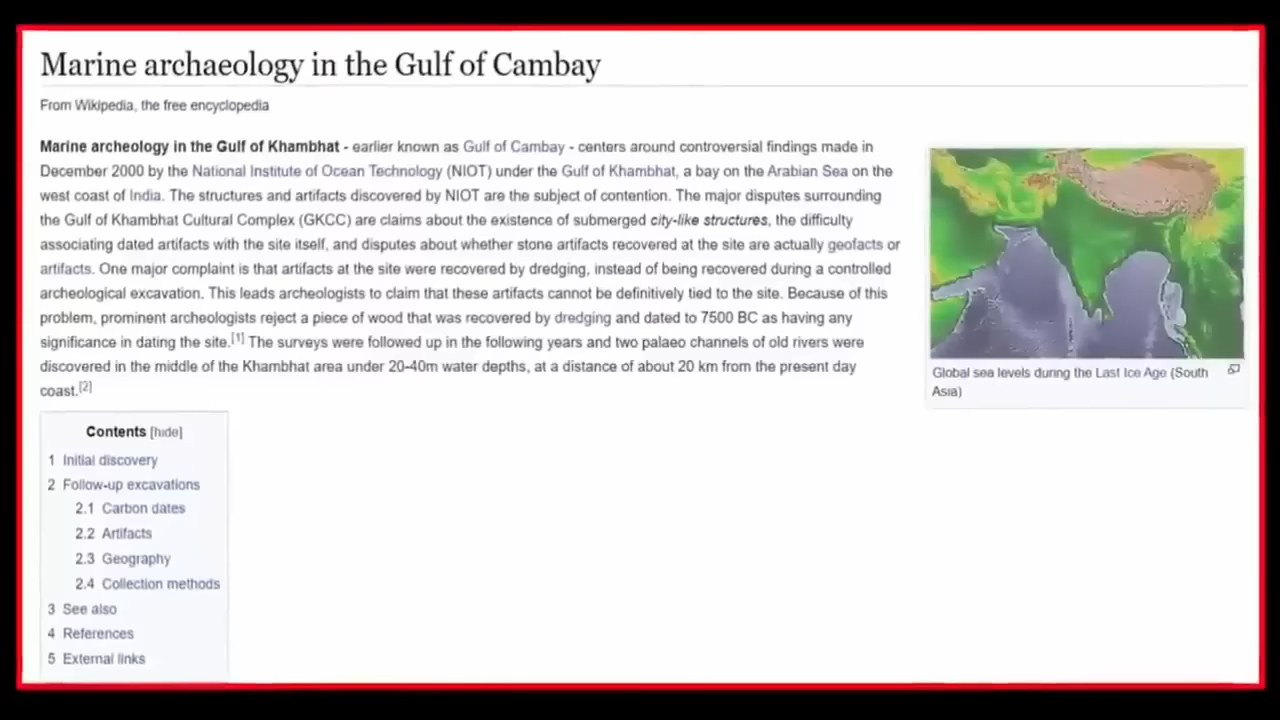 Marine archaeology in the Gulf of Cambay
From Wikipedia, the free encyclopedia
Marine archeology in the Gulf of Khambhat - earlier known as Gulf of Cambay - centers around controversial findings made in
December 2000 by the National Institute of Ocean Technology (NIOT) under the Gulf of Khambhat, a bay on the Arabian Sea on the
west coast of India. The structures and artifacts discovered by NIOT are the subject of contention. The major disputes surrounding
the Gulf of Khambhat Cultural Complex (GKCC) are claims about the existence of submerged city-like structures, the difficulty
associating dated artifacts with the site itself, and disputes about whether stone artifacts recovered at the site are actually geofacts or
artifacts. One major complaint is that artifacts at the site were recovered by dredging, instead of being recovered during a controlled
archeological excavation. This leads archeologists to claim that these artifacts cannot be definitively tied to the site. Because of this
problem, prominent archeologists reject a piece of wood that was recovered by dredging and dated to 7500 BC as having any
significance in dating the site.[1] The surveys were followed up in the following years and two palaeo channels of old rivers were
discovered in the middle of the Khambhat area under 20-40m water depths, at a distance of about 20 km from the present day
coast.[2]
Global sea levels during the Last Ice Age (South
Asia)
Contents [hide]
1 Initial discovery
2 Follow-up excavations
2.1 Carbon dates
2.2 Artifacts
2.3 Geography
2.4 Collection methods
3 See also
4 References
5 External links